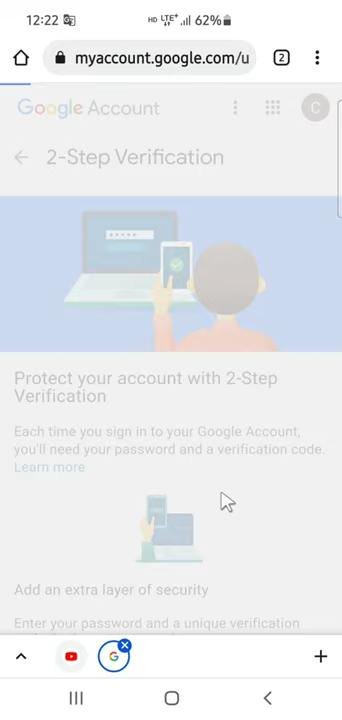 12:22 HD LTE+ 62%
myaccount.google.com/u 2
Google Account C
2-Step Verification
Protect your account with 2-Step
Verification
Each time you sign in to your Google Account,
you'll need your password and a verification code.
Learn more
Add an extra layer of security
Enter your password and a unique verification
G